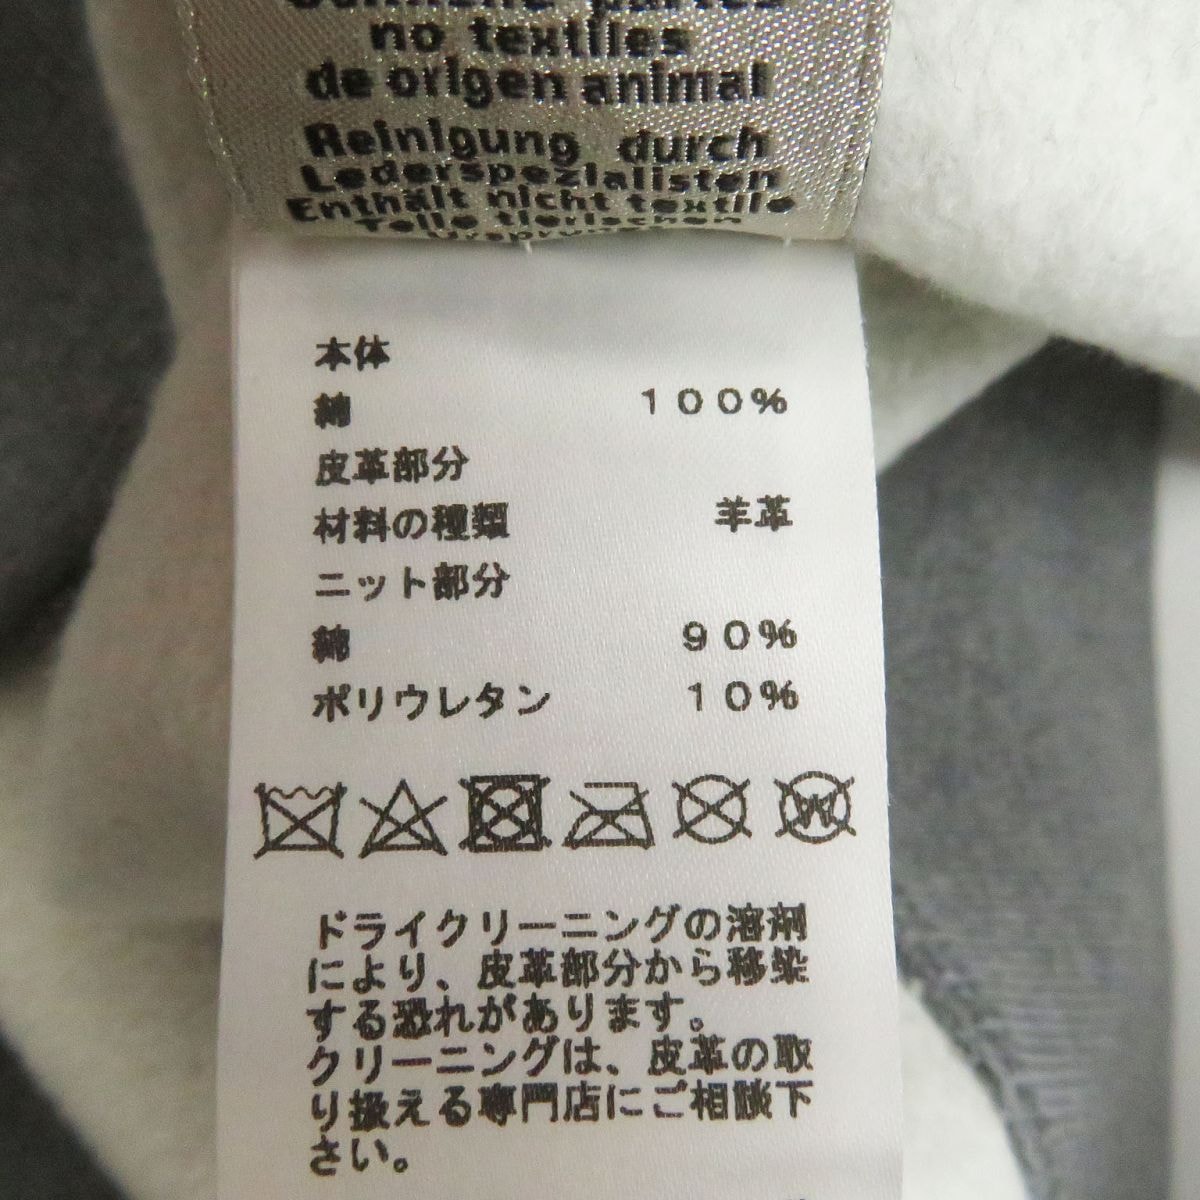 Contiene partes
no textiles
de origen animal
Reinigung durch
Lederspezialisten
Enthält nicht textile
Teile tierischen
Ursprungs
本体
綿 100%
皮革部分
材料の種類 羊革
ニット部分
綿 90%
ポリウレタン 10%
ドライクリーニングの溶剤
により、皮革部分から移染
する恐れがあります。
クリーニングは、皮革の取
り扱える専門店にご相談下
さい。